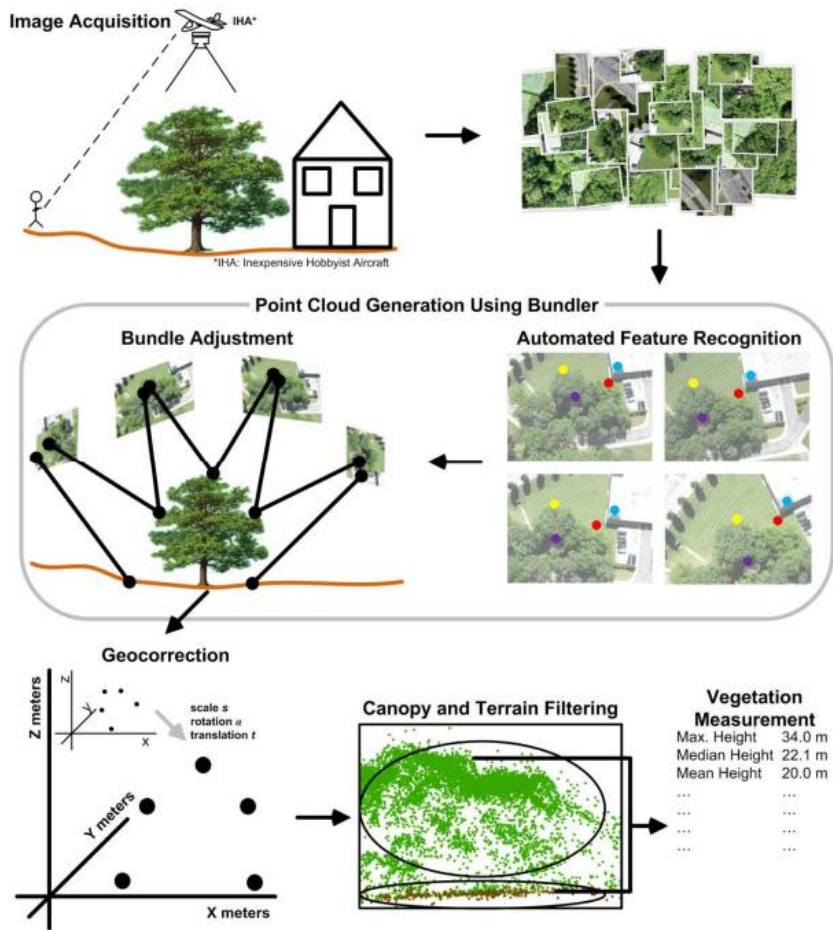 Image Acquisition
IHA*
*IHA: Inexpensive Hobbyist Aircraft
Point Cloud Generation Using Bundler
Bundle Adjustment
Automated Feature Recognition
Geocorrection
Z meters
Z
Y
X
scale s
rotation α
translation t
Y meters
X meters
Canopy and Terrain Filtering
Vegetation
Measurement
Max. Height 34.0 m
Median Height 22.1 m
Mean Height 20.0 m
... ...
... ...
... ...
... ...